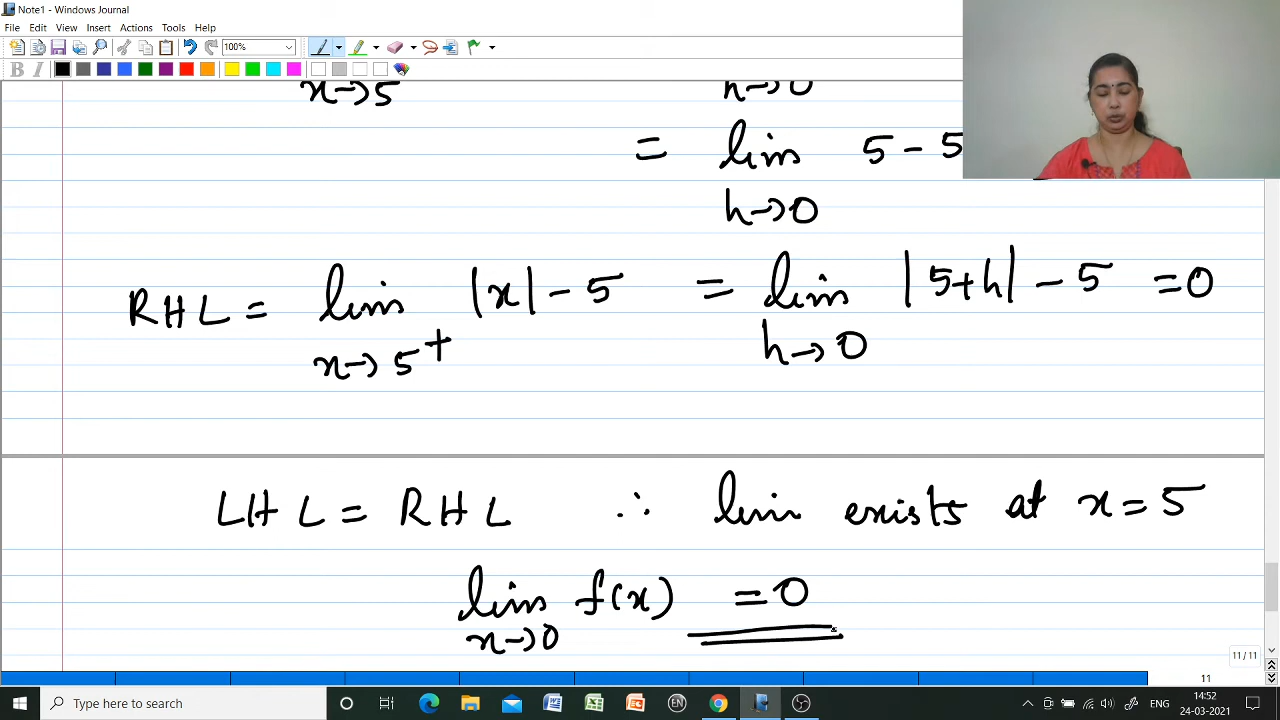 Note1 - Windows Journal
File Edit View Insert Actions Tools Help
100%
B I
x→5 h→0
= lim 5 - 5
h→0
RHL = lim |x| - 5 = lim |5+h| - 5 = 0
x→5+ h→0
LHL = RHL ∴ lim exists at x = 5
lim f(x) = 0
x→0
11 / 11
11
Type here to search
EN
ENG
14:52
24-03-2021